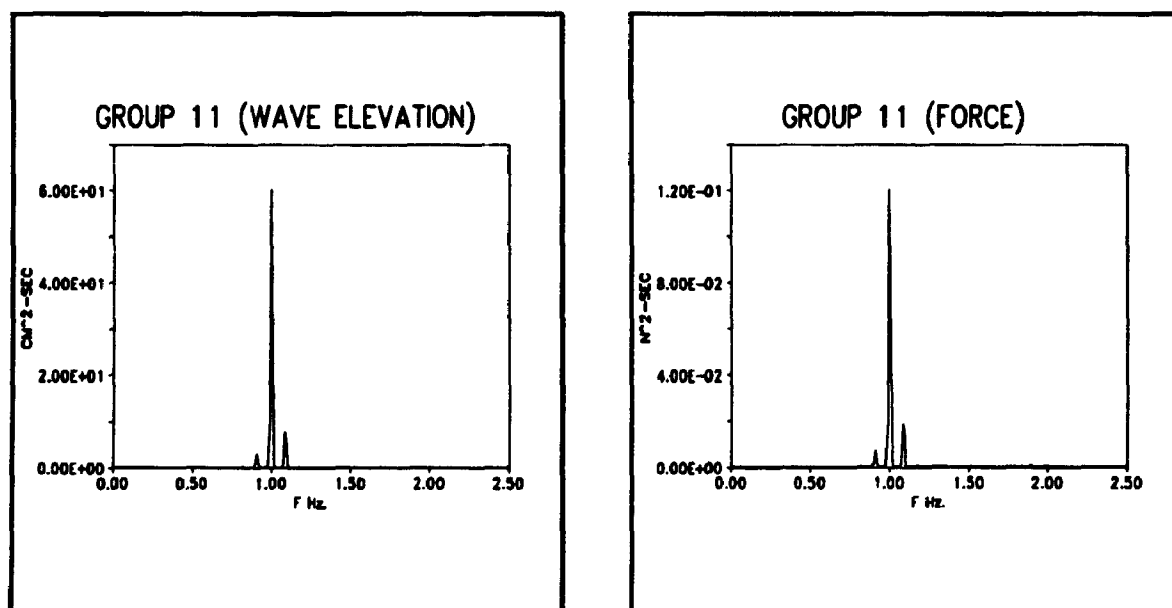 GROUP 11 (WAVE ELEVATION)
6.00E+01
4.00E+01
2.00E+01
0.00E+00
CM^2-SEC
0.00 0.50 1.00 1.50 2.00 2.50
F Hz.
GROUP 11 (FORCE)
1.20E-01
8.00E-02
4.00E-02
0.00E+00
N^2-SEC
0.00 0.50 1.00 1.50 2.00 2.50
F Hz.